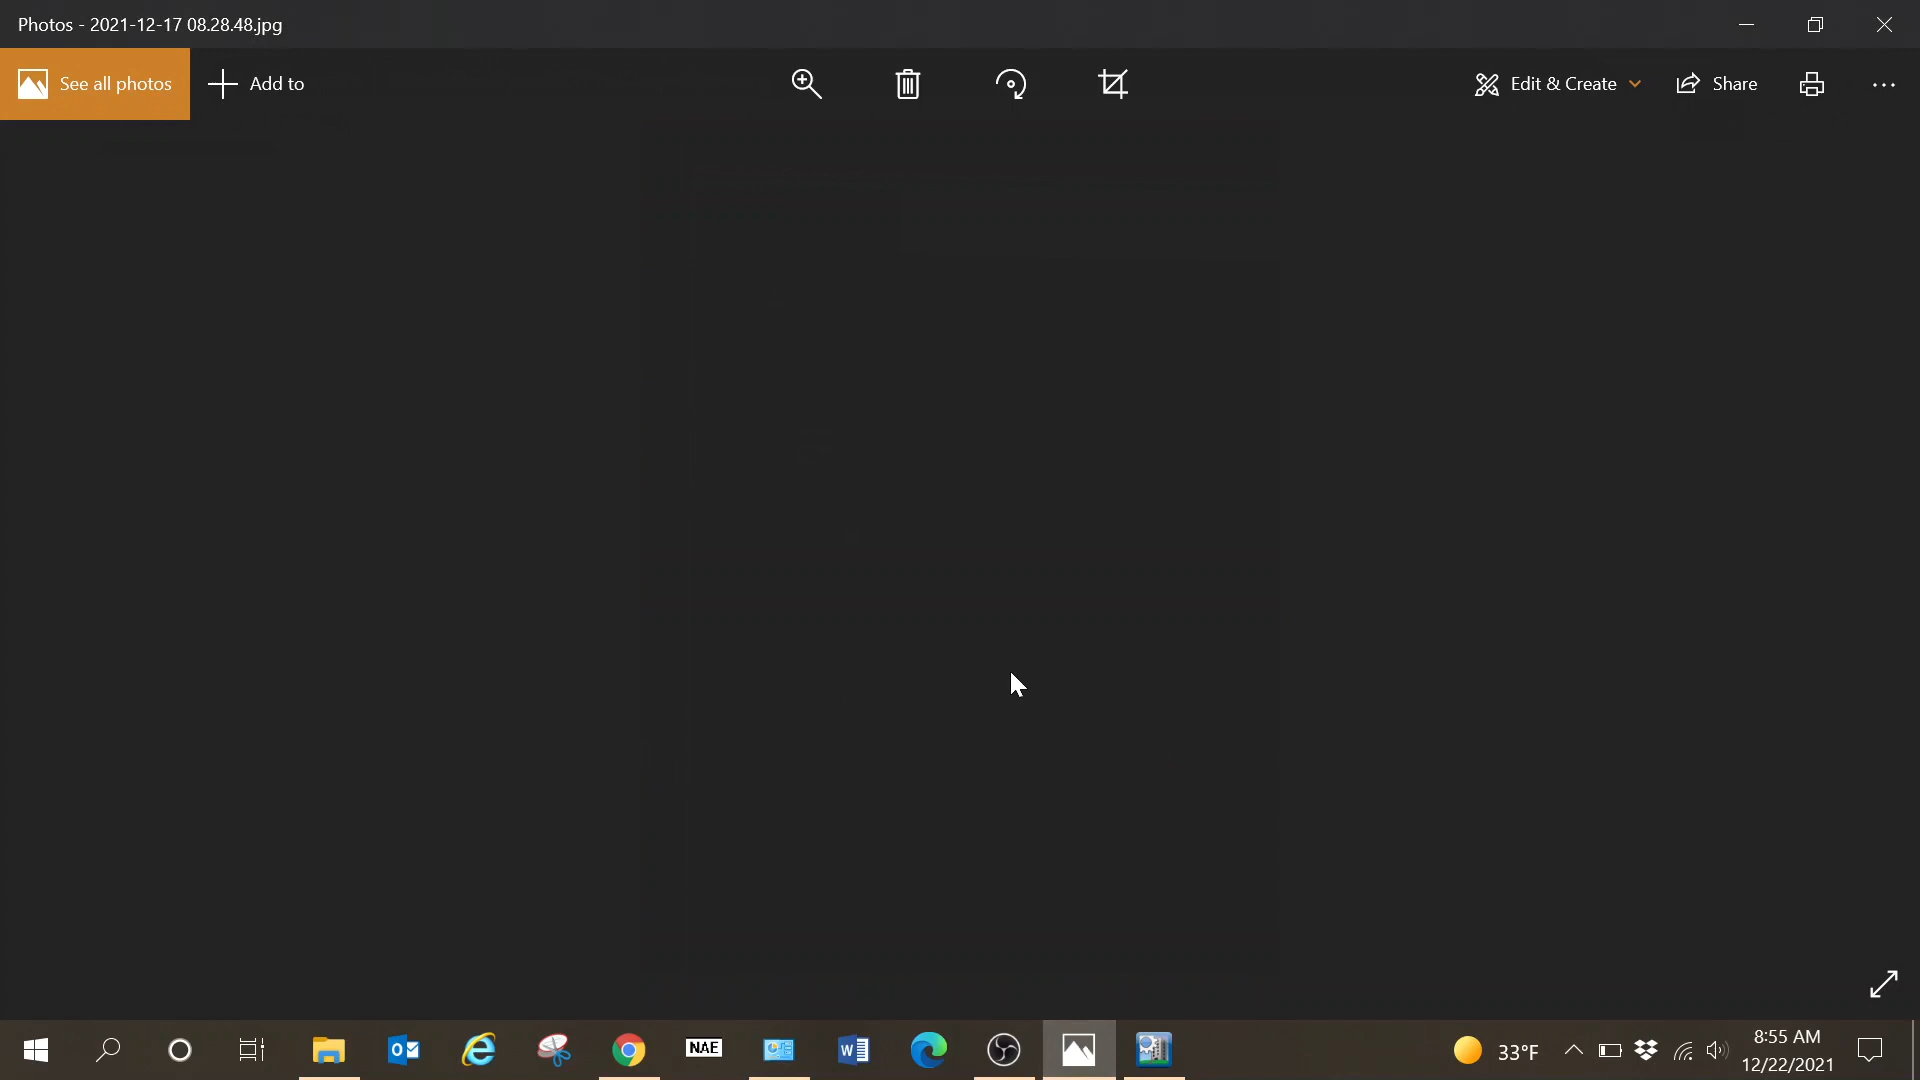 Photos - 2021-12-17 08.28.48.jpg
See all photos
Add to
Edit & Create
Share
NAE
33°F
8:55 AM
12/22/2021